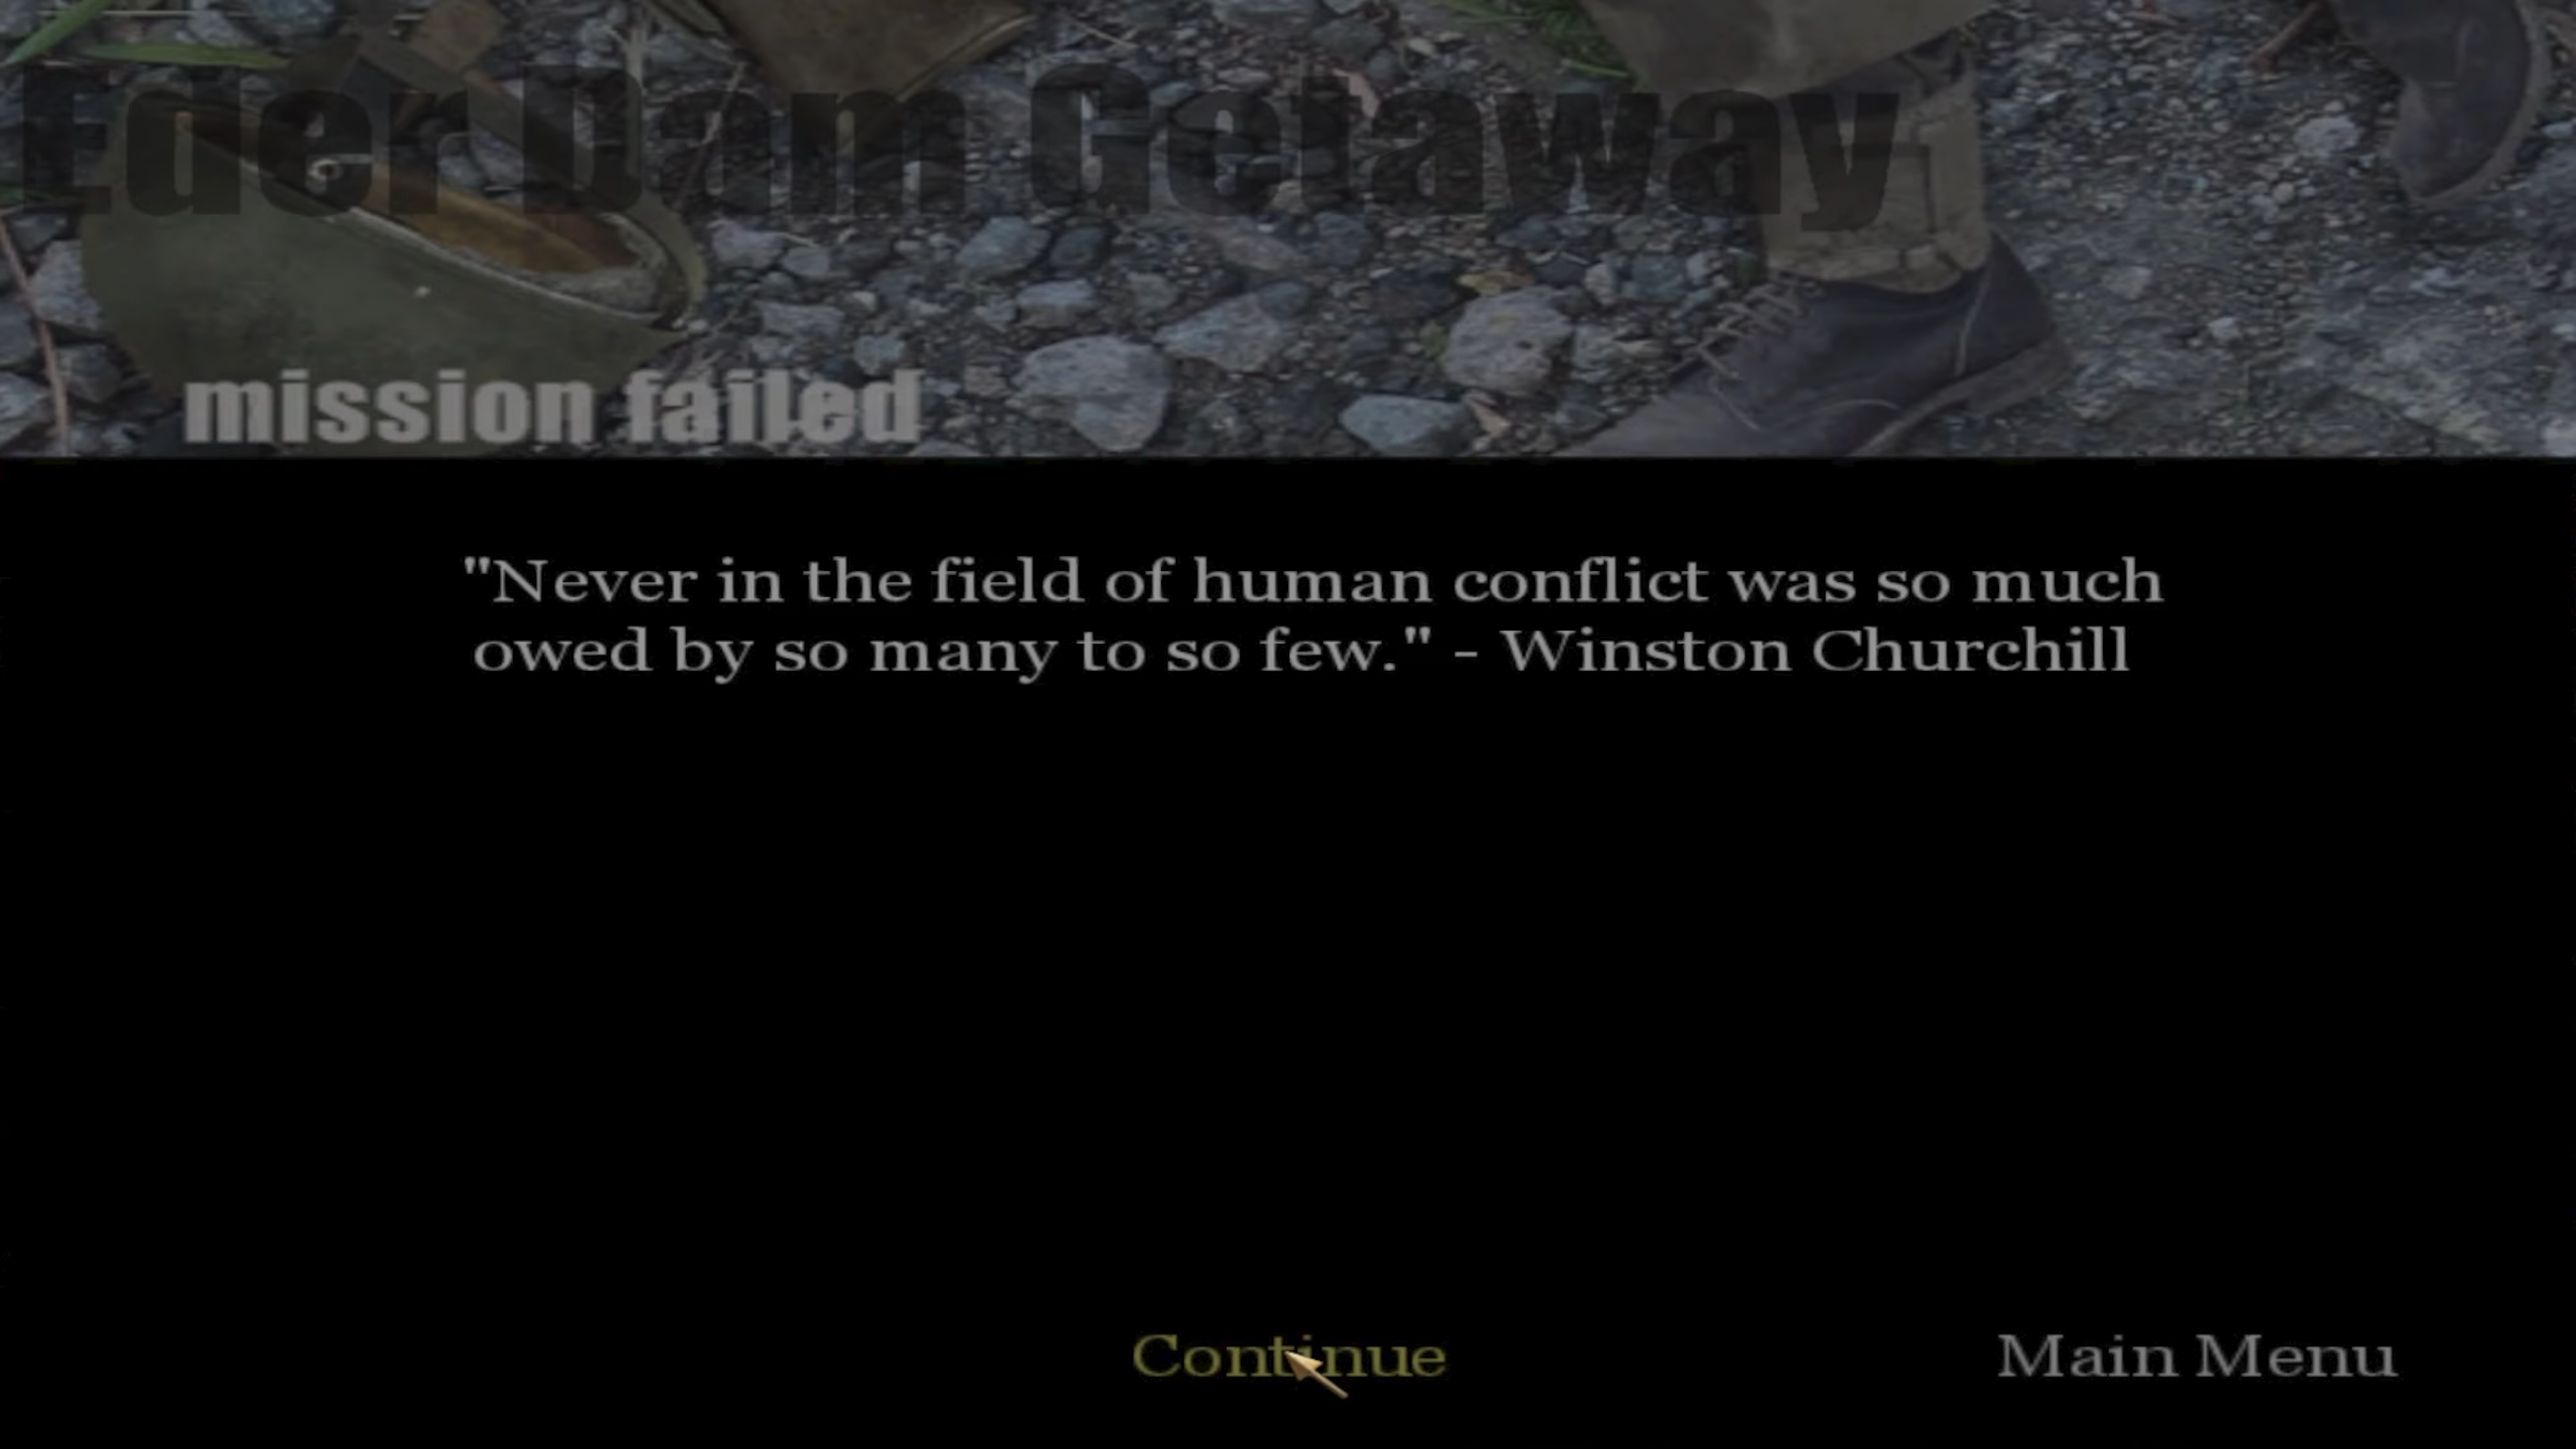 Eder Dam Getaway
mission failed
"Never in the field of human conflict was so much
owed by so many to so few." - Winston Churchill
Continue
Main Menu